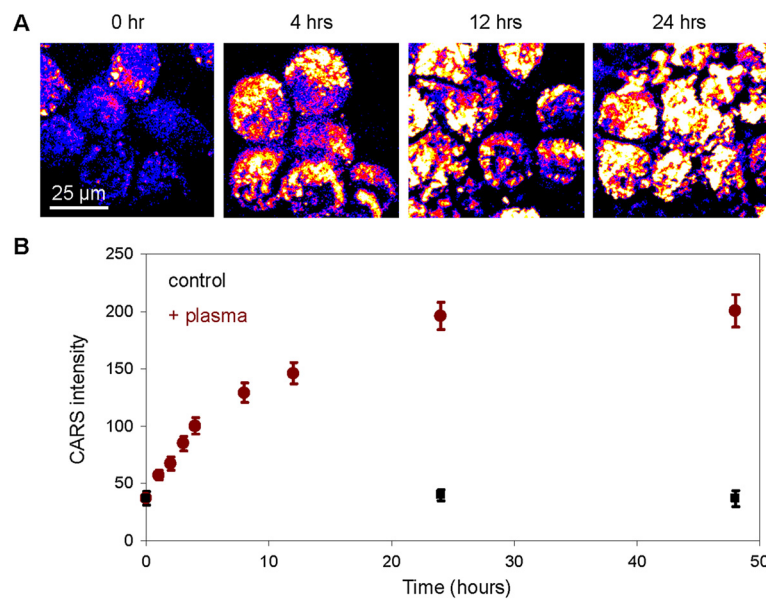 A
0 hr
4 hrs
12 hrs
24 hrs
25 µm
B
250
200
150
100
50
0
control
+ plasma
CARS intensity
0
10
20
30
40
50
Time (hours)